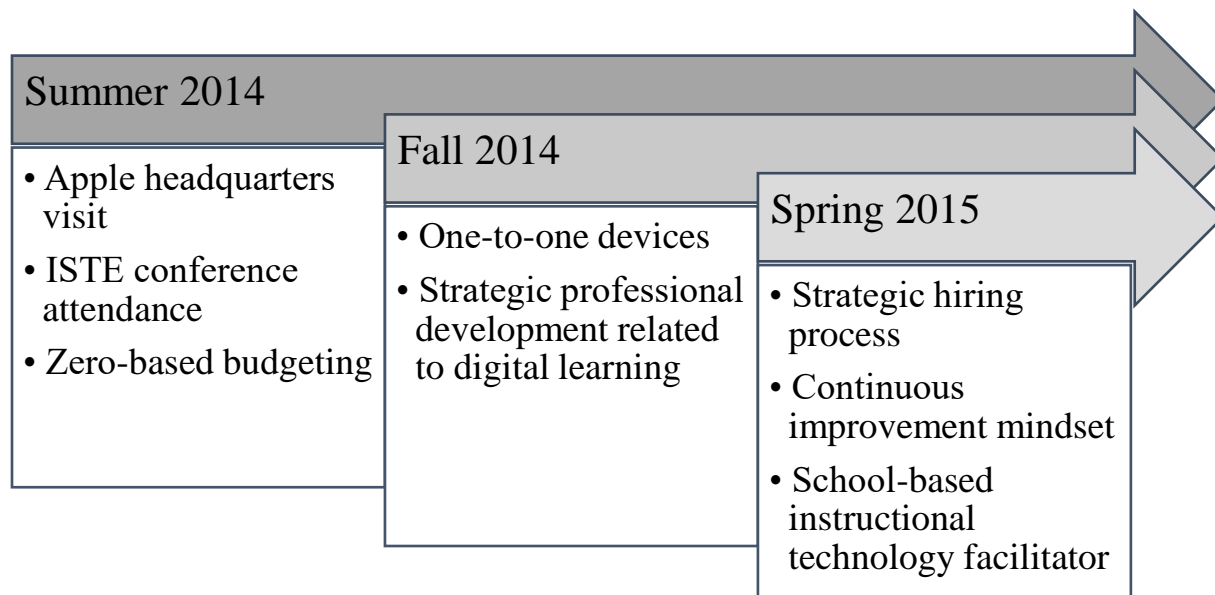 Summer 2014
• Apple headquarters
visit
• ISTE conference
attendance
• Zero-based budgeting
Fall 2014
• One-to-one devices
• Strategic professional
development related
to digital learning
Spring 2015
• Strategic hiring
process
• Continuous
improvement mindset
• School-based
instructional
technology facilitator